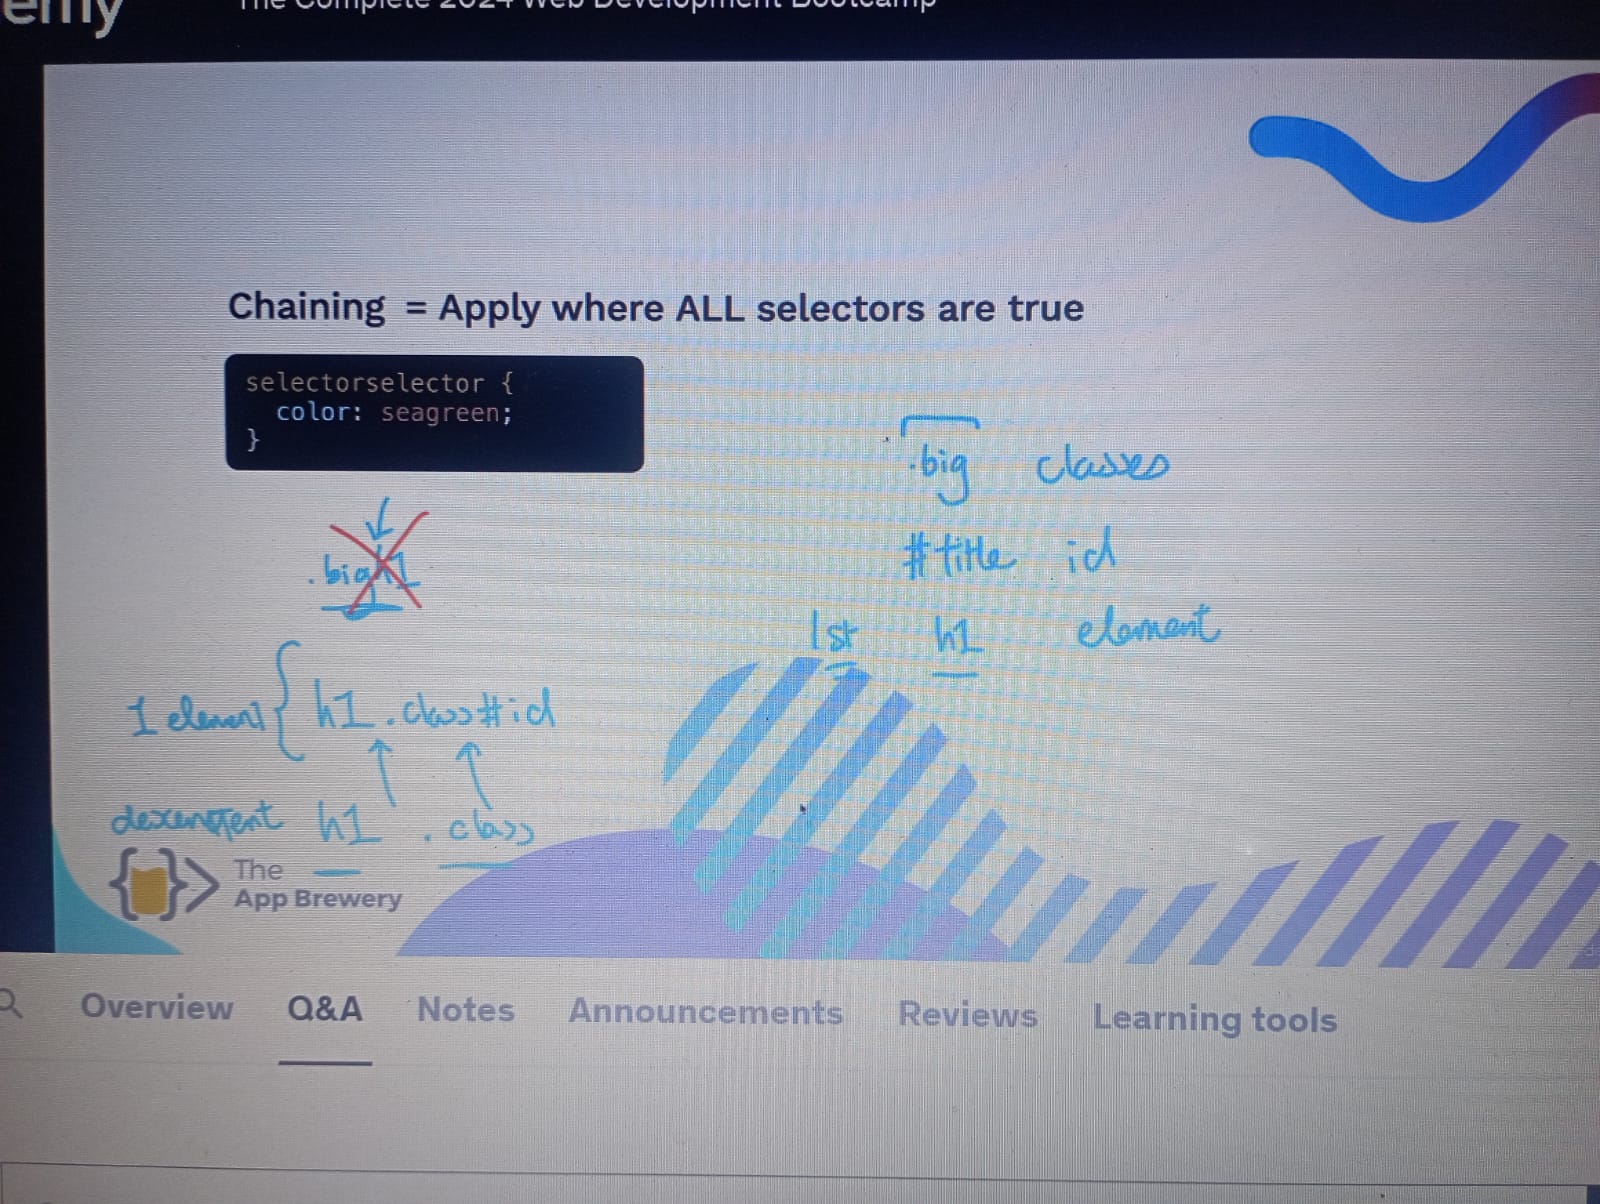 emy The Complete 2024 Web Development Bootcamp
Chaining = Apply where ALL selectors are true
selectorselector {
color: seagreen;
}
.big classes
.bigh1
#title id
1st h1 element
1 element { h1.class#id
h1 .class
{ }> The
App Brewery
Overview Q&A Notes Announcements Reviews Learning tools